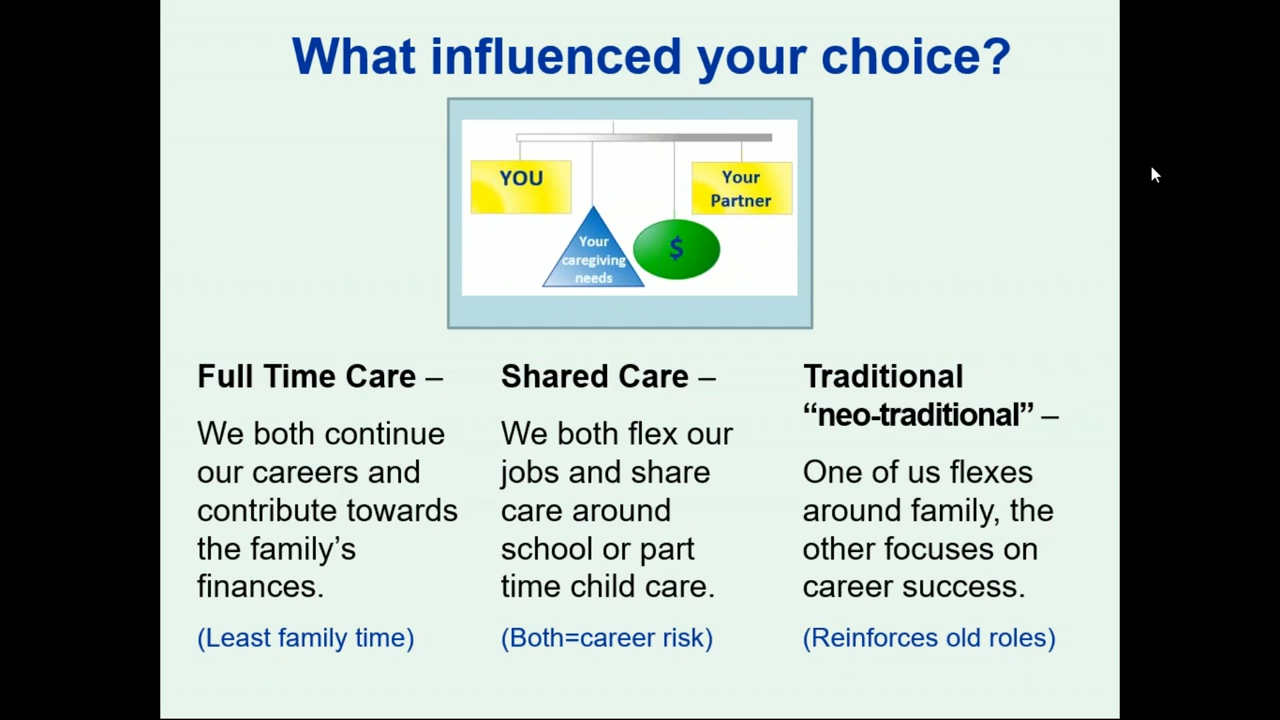 What influenced your choice?
YOU
Your
Partner
Your
caregiving
needs
$
Full Time Care –
We both continue
our careers and
contribute towards
the family’s
finances.
(Least family time)
Shared Care –
We both flex our
jobs and share
care around
school or part
time child care.
(Both=career risk)
Traditional
“neo-traditional” –
One of us flexes
around family, the
other focuses on
career success.
(Reinforces old roles)